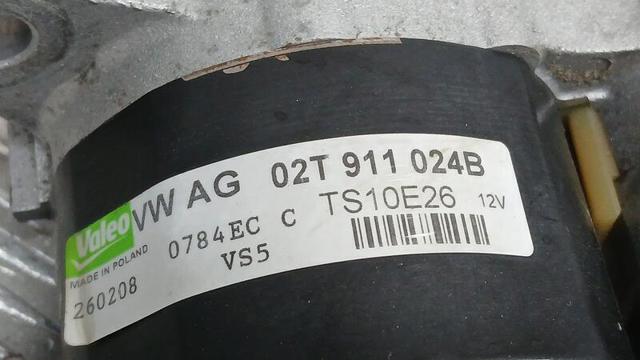 Valeo
VW AG 02T 911 024B
MADE IN POLAND
0784EC C TS10E26 12V
260208 VS5